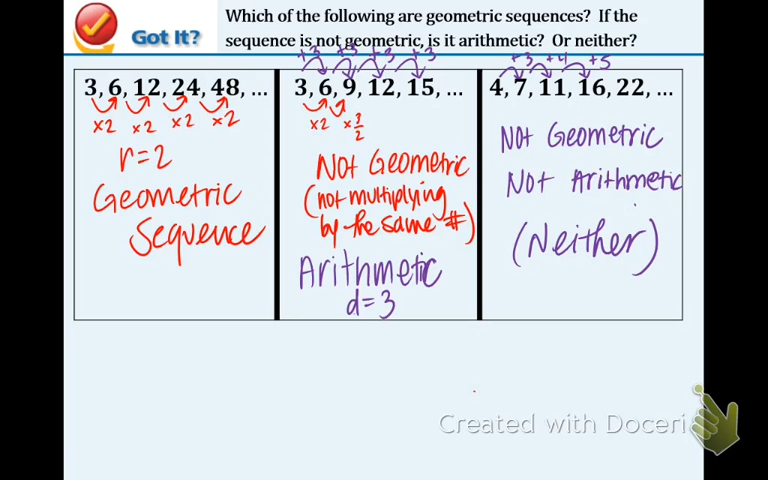 Got It?
Which of the following are geometric sequences? If the
sequence is not geometric, is it arithmetic? Or neither?
3, 6, 12, 24, 48, ...
×2 ×2 ×2 ×2
r=2
Geometric
Sequence
+3 +3 +3 +3
3, 6, 9, 12, 15, ...
×2 ×3/2
Not Geometric
(not multiplying
by the same #)
Arithmetic
d=3
+3 +4 +5
4, 7, 11, 16, 22, ...
Not Geometric
Not Arithmetic
(Neither)
Created with Doceri